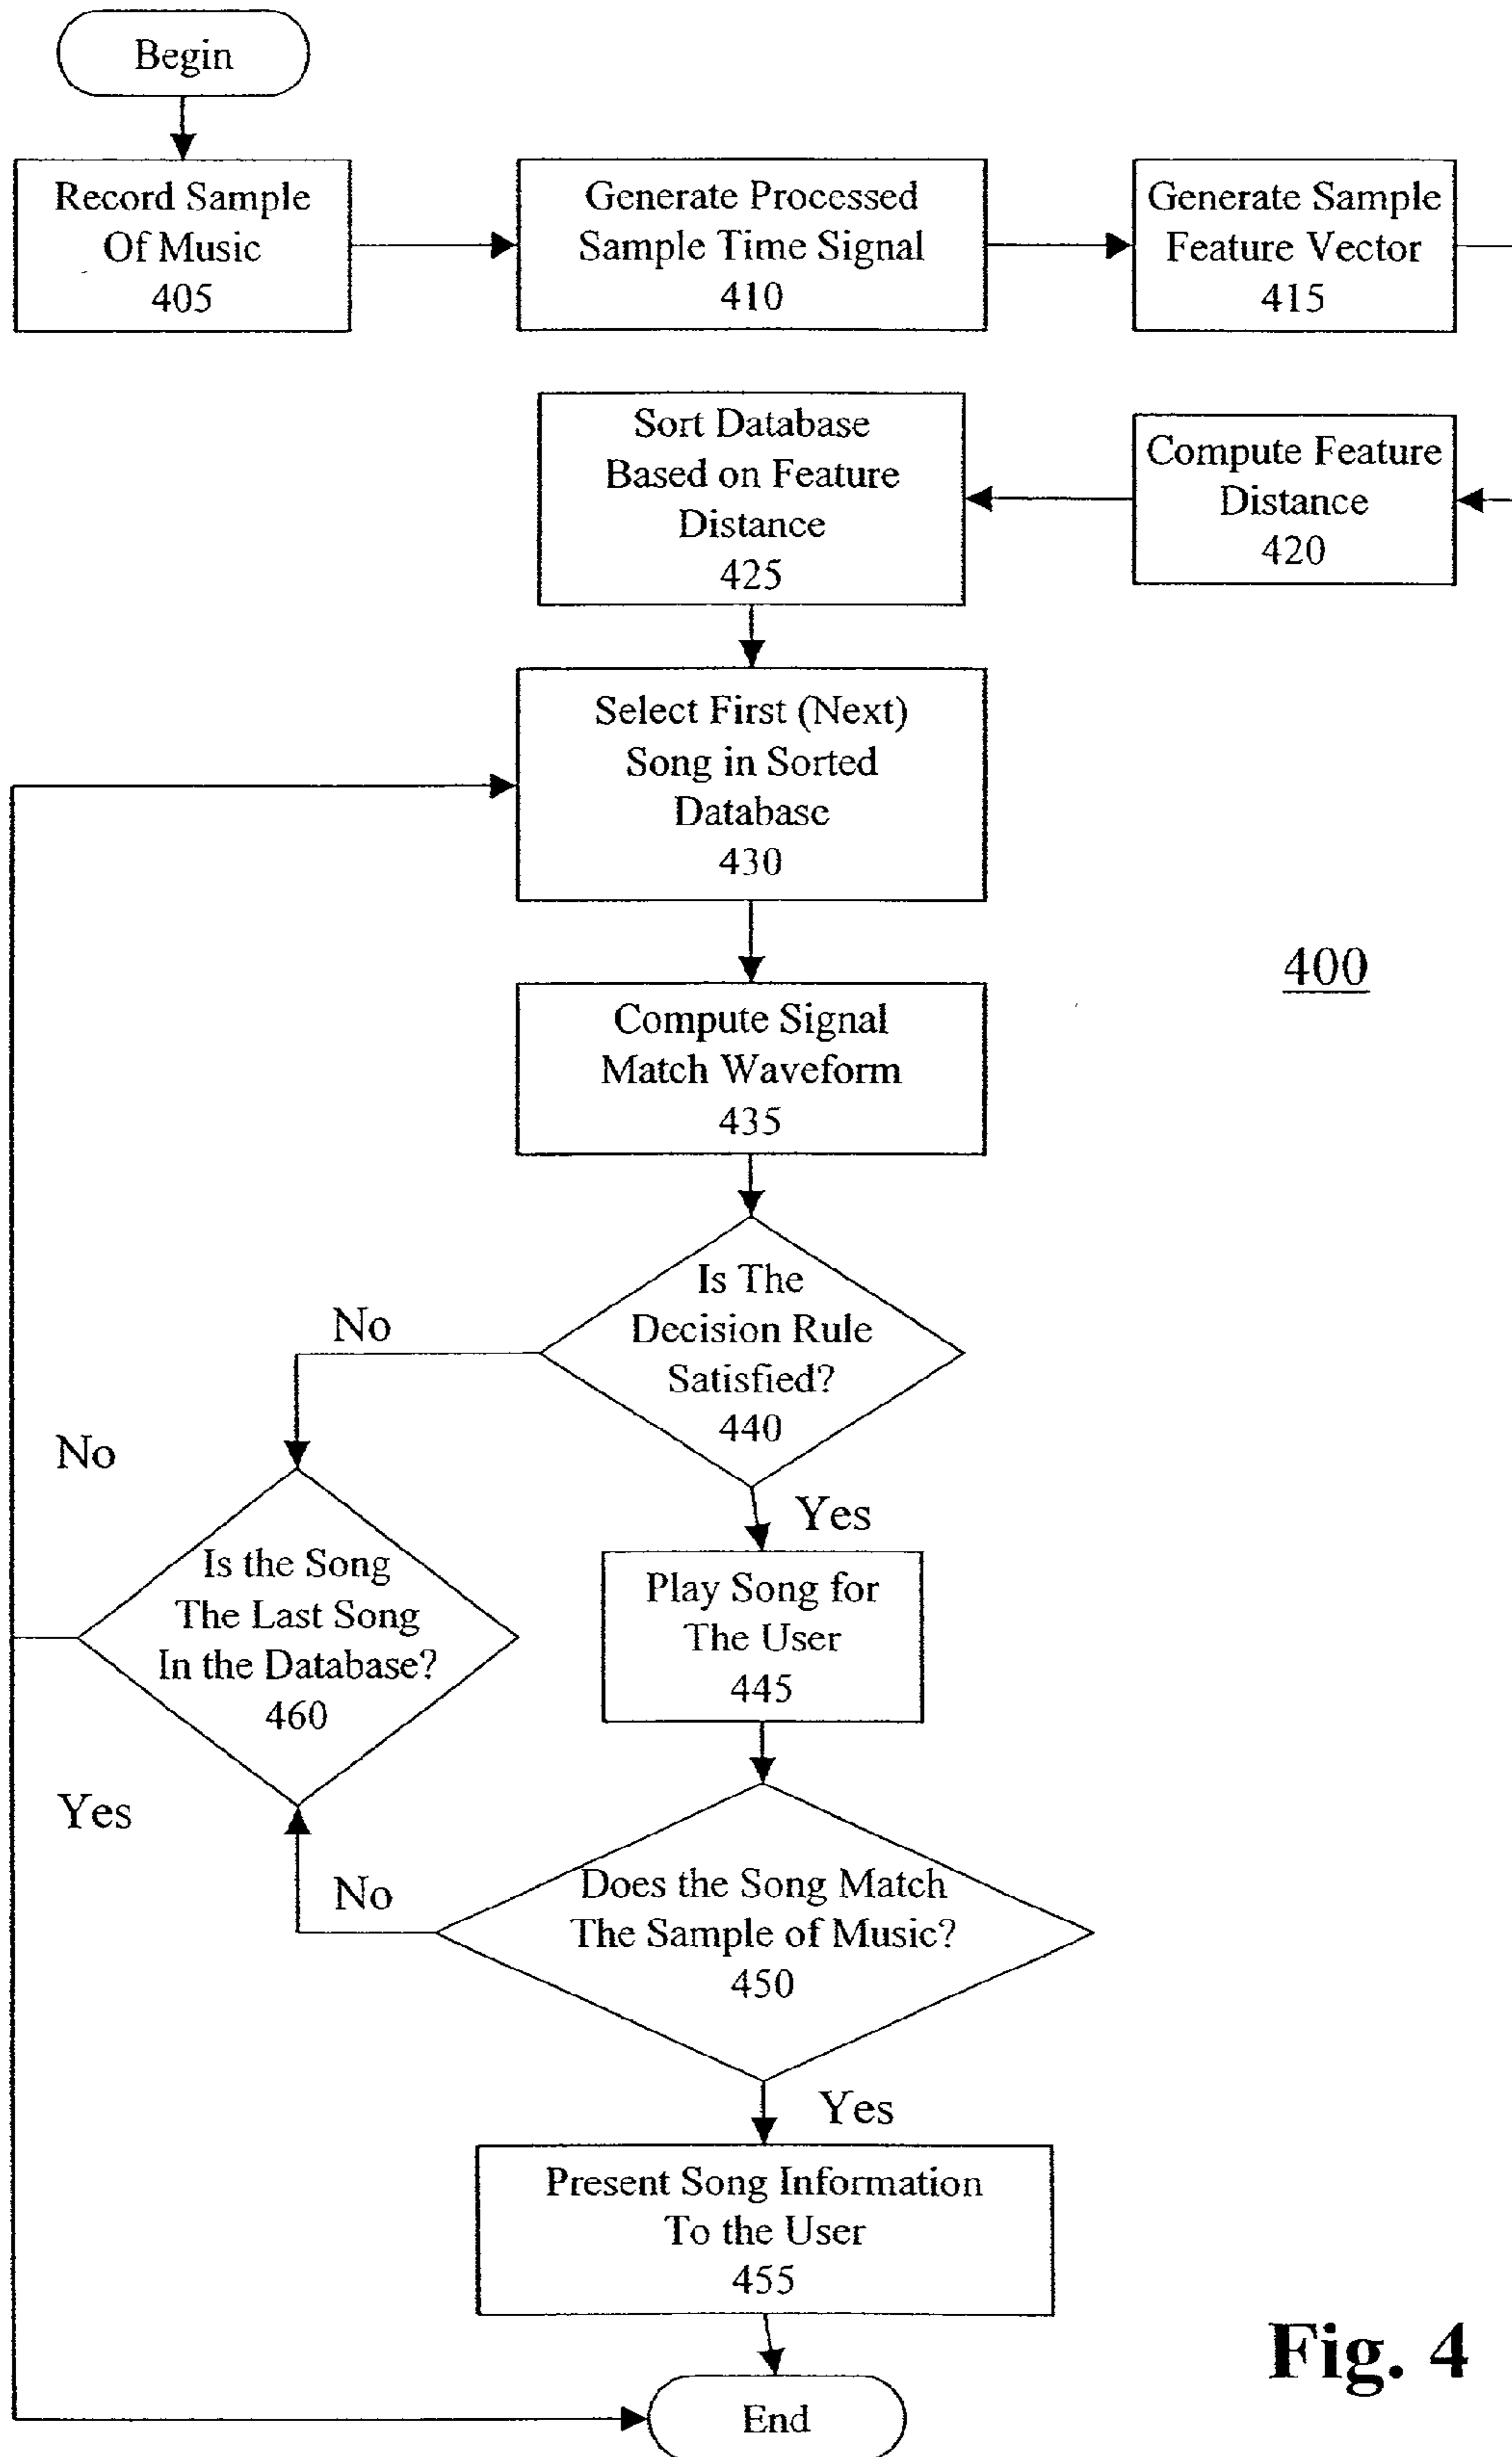 Begin
Record Sample
Of Music
405
Generate Processed
Sample Time Signal
410
Generate Sample
Feature Vector
415
Compute Feature
Distance
420
Sort Database
Based on Feature
Distance
425
Select First (Next)
Song in Sorted
Database
430
400
Compute Signal
Match Waveform
435
Is The
Decision Rule
Satisfied?
440
No
No
Yes
Is the Song
The Last Song
In the Database?
460
Play Song for
The User
445
Yes
No
Does the Song Match
The Sample of Music?
450
Yes
Present Song Information
To the User
455
End
Fig. 4